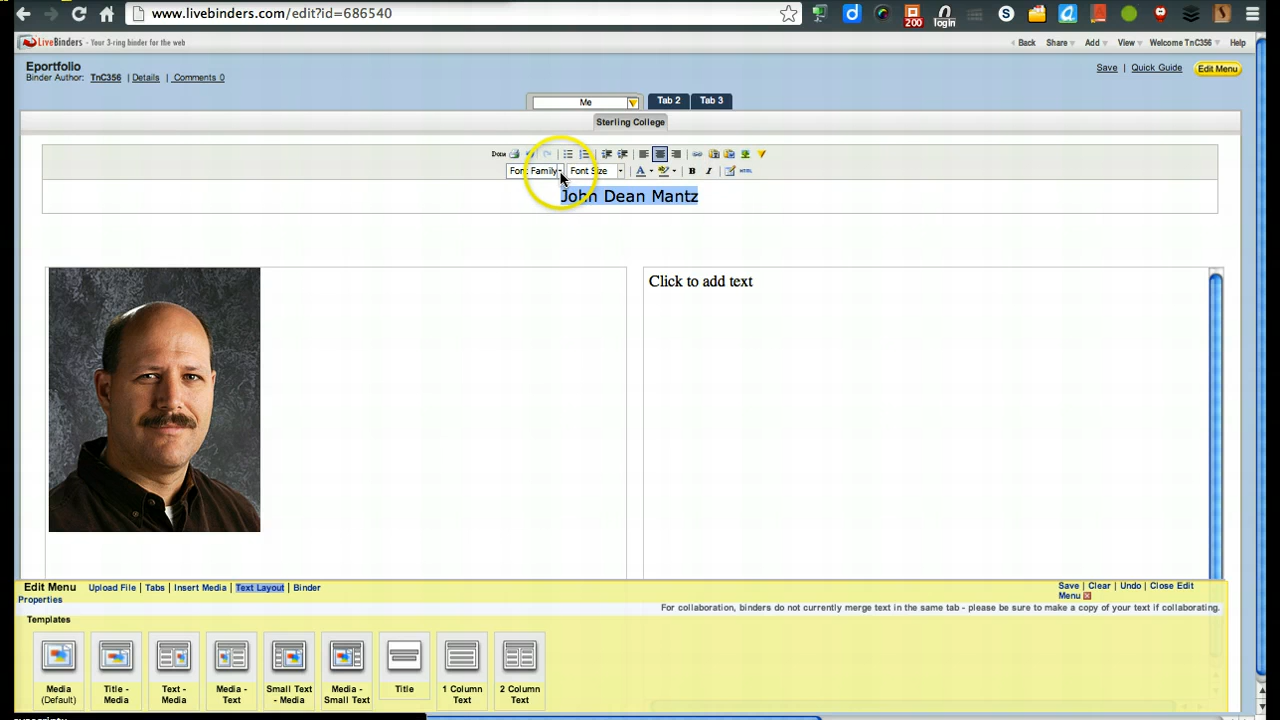 www.livebinders.com/edit?id=686540
200
login
LiveBinders - Your 3-ring binder for the web
Back Share Add View Welcome TnC356 Help
Eportfolio
Binder Author: TnC356 | Details | Comments 0
Save | Quick Guide Edit Menu
Me Tab 2 Tab 3
Sterling College
Done
Font Family Font Size A B I HTML
John Dean Mantz
Click to add text
Edit Menu Upload File | Tabs | Insert Media | Text Layout | Binder
Properties
Save | Clear | Undo | Close Edit
Menu
For collaboration, binders do not currently merge text in the same tab - please be sure to make a copy of your text if collaborating.
Templates
Media
(Default)
Title -
Media
Text -
Media
Media -
Text
Small Text
- Media
Media -
Small Text
Title
1 Column
Text
2 Column
Text